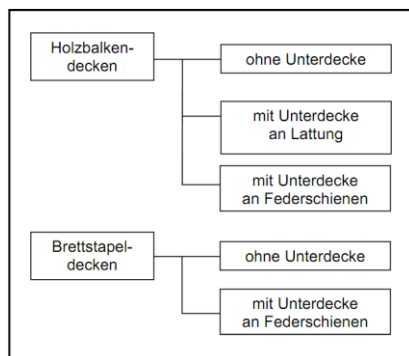 Holzbalken-
decken
ohne Unterdecke
mit Unterdecke
an Lattung
mit Unterdecke
an Federschienen
Brettstapel-
decken
ohne Unterdecke
mit Unterdecke
an Federschienen